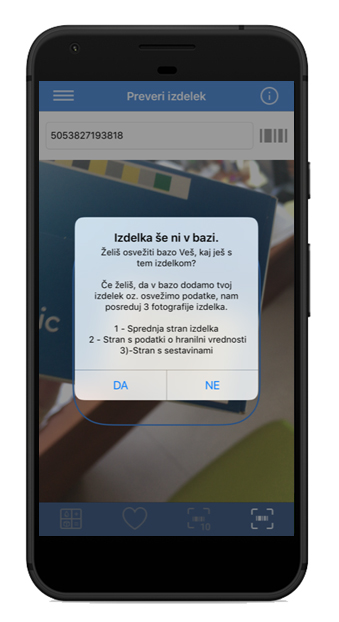 Preveri izdelek
5053827193818
Izdelka še ni v bazi.
Želiš osvežiti bazo Veš, kaj ješ s
tem izdelkom?
Če želiš, da v bazo dodamo tvoj
izdelek oz. osvežimo podatke, nam
posreduj 3 fotografije izdelka.
1 - Sprednja stran izdelka
2 - Stran s podatki o hranilni vrednosti
3)-Stran s sestavinami
ic
DA
NE
10